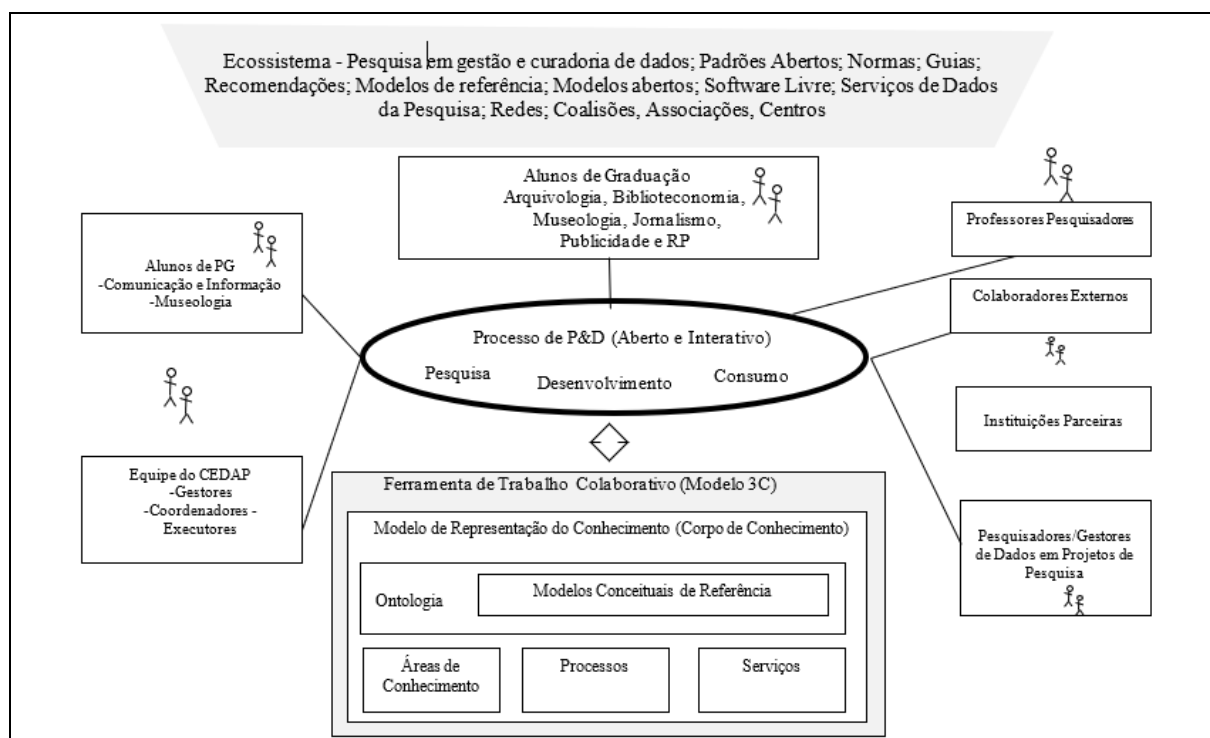 Ecossistema - Pesquisa em gestão e curadoria de dados; Padrões Abertos; Normas; Guias;
Recomendações; Modelos de referência; Modelos abertos; Software Livre; Serviços de Dados
da Pesquisa; Redes; Coalisões, Associações, Centros
Alunos de Graduação
Arquivologia, Biblioteconomia,
Museologia, Jornalismo,
Publicidade e RP
Professores Pesquisadores
Alunos de PG
-Comunicação e Informação
-Museologia
Colaboradores Externos
Processo de P&D (Aberto e Interativo)
Pesquisa
Desenvolvimento
Consumo
Instituições Parceiras
Equipe do CEDAP
-Gestores
-Coordenadores -
Executores
Ferramenta de Trabalho Colaborativo (Modelo 3C)
Modelo de Representação do Conhecimento (Corpo de Conhecimento)
Ontologia
Modelos Conceituais de Referência
Áreas de
Conhecimento
Processos
Serviços
Pesquisadores/Gestores
de Dados em Projetos de
Pesquisa